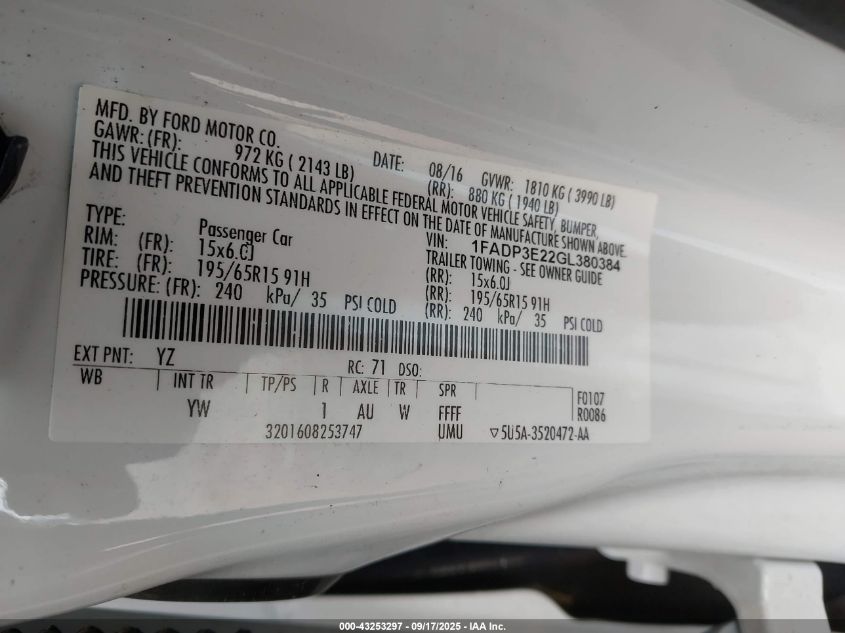 MFD. BY FORD MOTOR CO.
DATE: 08/16 GVWR: 1810 KG ( 3990 LB)
GAWR: (FR): 972 KG ( 2143 LB) (RR): 880 KG ( 1940 LB)
THIS VEHICLE CONFORMS TO ALL APPLICABLE FEDERAL MOTOR VEHICLE SAFETY, BUMPER,
AND THEFT PREVENTION STANDARDS IN EFFECT ON THE DATE OF MANUFACTURE SHOWN ABOVE.
VIN: 1FADP3E22GL380384
TYPE: Passenger Car TRAILER TOWING - SEE OWNER GUIDE
RIM: (FR): 15x6.0J (RR): 15x6.0J
TIRE: (FR): 195/65R15 91H (RR): 195/65R15 91H
PRESSURE: (FR): 240 kPa/ 35 PSI COLD (RR): 240 kPa/ 35 PSI COLD
EXT PNT: YZ RC: 71 DSO:
WB INT TR TP/PS R AXLE TR SPR F0107
YW 1 AU W FFFF R0086
3201608253747 UMU ▽5U5A-3520472-AA
000-43253297 - 09/17/2025 - IAA Inc.